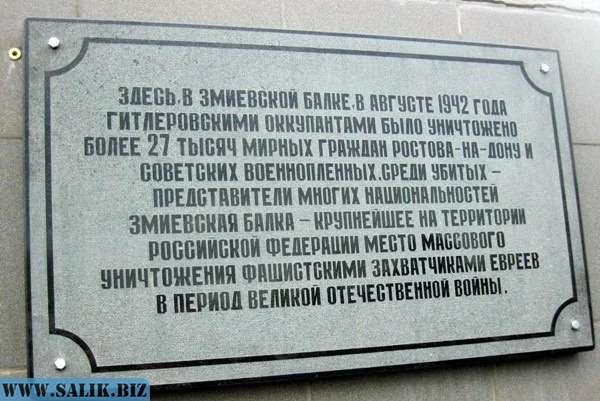 ЗДЕСЬ, В ЗМИЕВСКОЙ БАЛКЕ, В АВГУСТЕ 1942 ГОДА
ГИТЛЕРОВСКИМИ ОККУПАНТАМИ БЫЛО УНИЧТОЖЕНО
БОЛЕЕ 27 ТЫСЯЧ МИРНЫХ ГРАЖДАН РОСТОВА-НА-ДОНУ И
СОВЕТСКИХ ВОЕННОПЛЕННЫХ. СРЕДИ УБИТЫХ –
ПРЕДСТАВИТЕЛИ МНОГИХ НАЦИОНАЛЬНОСТЕЙ
ЗМИЕВСКАЯ БАЛКА – КРУПНЕЙШЕЕ НА ТЕРРИТОРИИ
РОССИЙСКОЙ ФЕДЕРАЦИИ МЕСТО МАССОВОГО
УНИЧТОЖЕНИЯ ФАШИСТСКИМИ ЗАХВАТЧИКАМИ ЕВРЕЕВ
В ПЕРИОД ВЕЛИКОЙ ОТЕЧЕСТВЕННОЙ ВОЙНЫ.
WWW.SALIK.BIZ